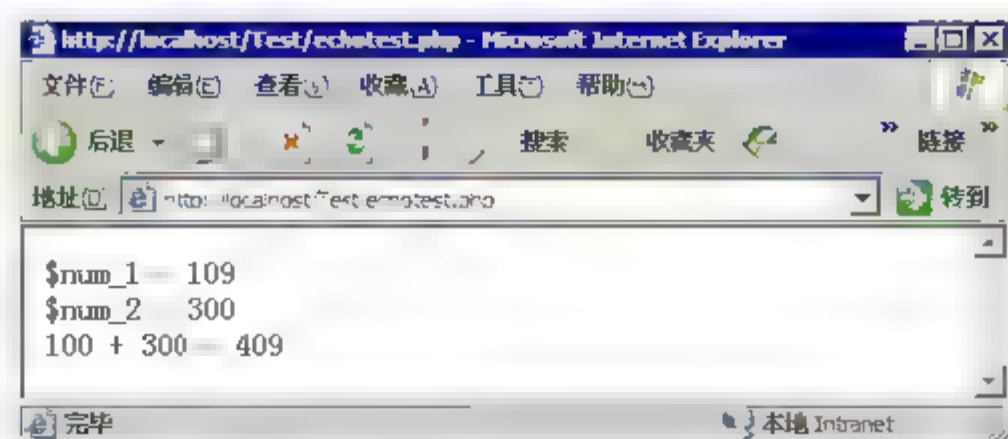 http://localhost/Test/echotest.php - Microsoft Internet Explorer
文件(F) 编辑(E) 查看(V) 收藏(A) 工具(T) 帮助(H)
后退 搜索 收藏夹 » 链接 »
地址(D) http://localhost/Test/echotest.php 转到
$num_1 = 109
$num_2 300
100 + 300 = 409
完毕 本地 Intranet